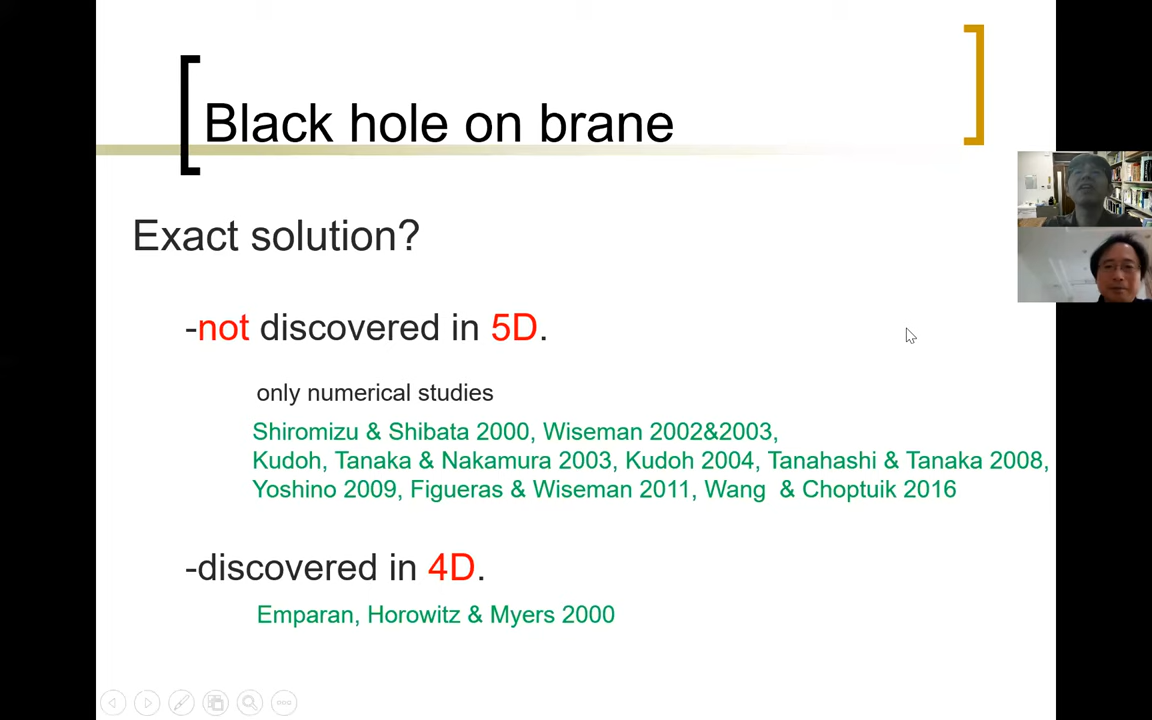 Black hole on brane
Exact solution?
-not discovered in 5D.
only numerical studies
Shiromizu & Shibata 2000, Wiseman 2002&2003,
Kudoh, Tanaka & Nakamura 2003, Kudoh 2004, Tanahashi & Tanaka 2008,
Yoshino 2009, Figueras & Wiseman 2011, Wang  & Choptuik 2016
-discovered in 4D.
Emparan, Horowitz & Myers 2000